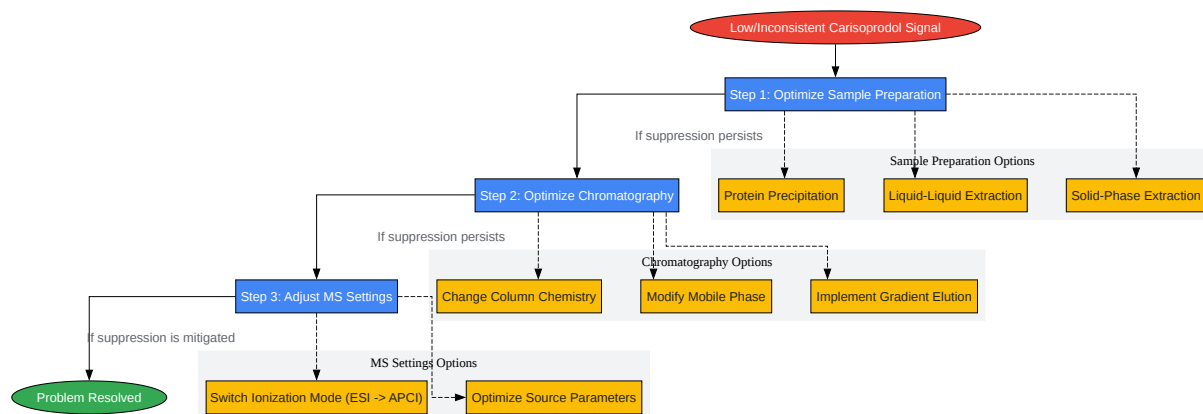 Low/Inconsistent Carisoprodol Signal
Step 1: Optimize Sample Preparation
If suppression persists
Sample Preparation Options
Protein Precipitation
Liquid-Liquid Extraction
Solid-Phase Extraction
Step 2: Optimize Chromatography
If suppression persists
Chromatography Options
Change Column Chemistry
Modify Mobile Phase
Implement Gradient Elution
Step 3: Adjust MS Settings
If suppression is mitigated
MS Settings Options
Switch Ionization Mode (ESI -> APCI)
Optimize Source Parameters
Problem Resolved